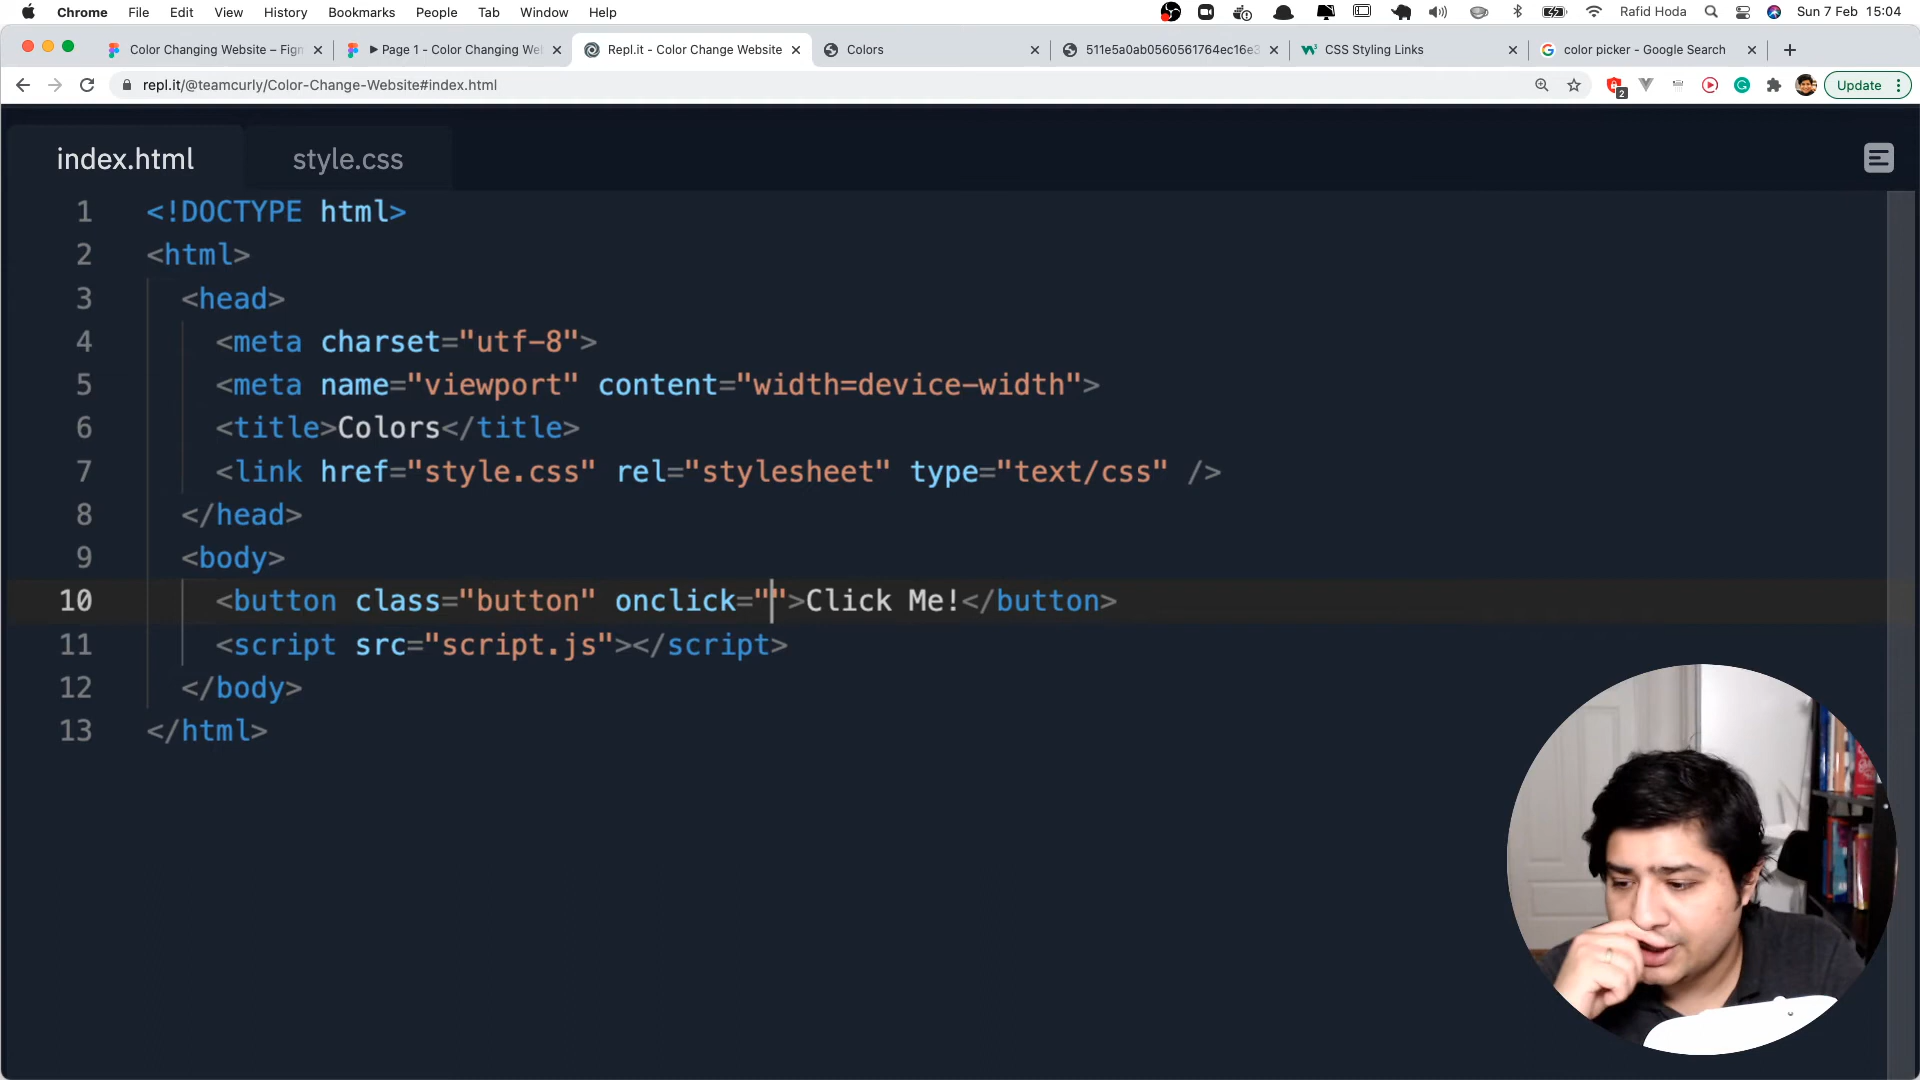 Chrome File Edit View History Bookmarks People Tab Window Help Rafid Hoda Sun 7 Feb 15:04
Color Changing Website – Figm
Page 1 - Color Changing Web
Repl.it - Color Change Website
Colors
511e5a0ab0560561764ec16e3
CSS Styling Links
color picker - Google Search
repl.it/@teamcurly/Color-Change-Website#index.html
2
Update
index.html style.css
1 <!DOCTYPE html>
2 <html>
3 <head>
4 <meta charset="utf-8">
5 <meta name="viewport" content="width=device-width">
6 <title>Colors</title>
7 <link href="style.css" rel="stylesheet" type="text/css" />
8 </head>
9 <body>
10 <button class="button" onclick="">Click Me!</button>
11 <script src="script.js"></script>
12 </body>
13 </html>